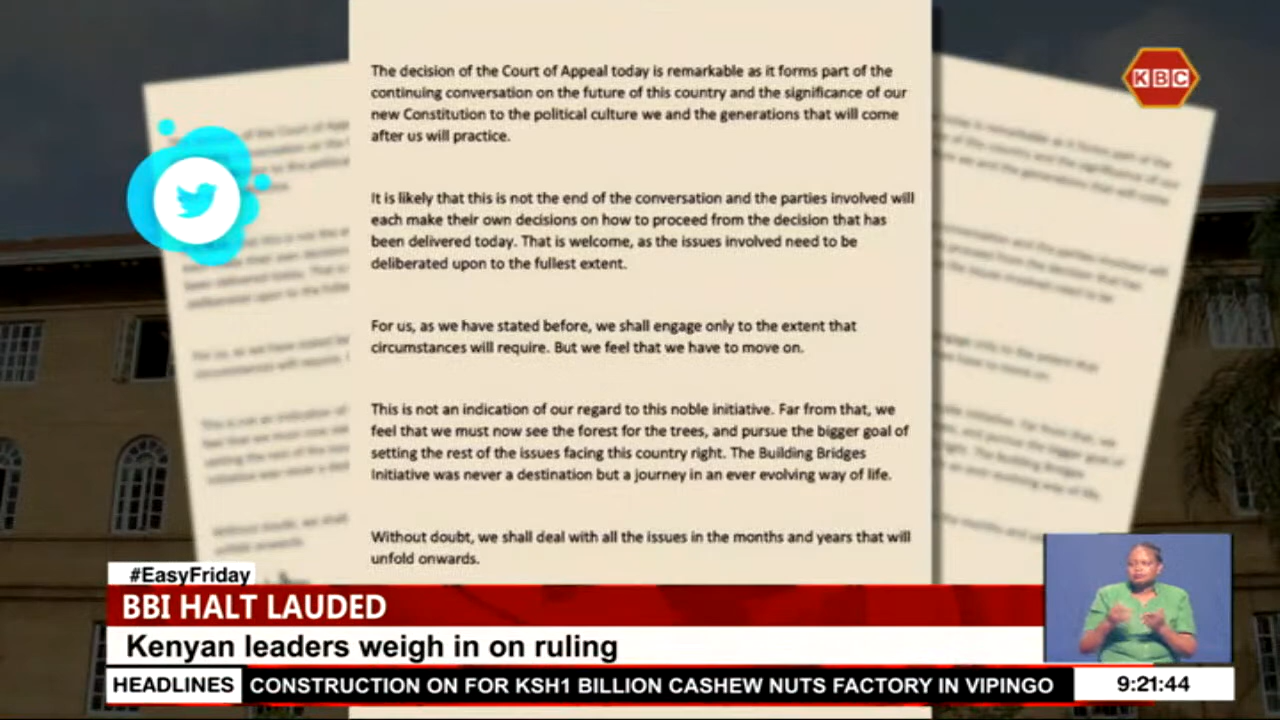 KBC
The decision of the Court of Appeal today is remarkable as it forms part of the
continuing conversation on the future of this country and the significance of our
new Constitution to the political culture we and the generations that will come
after us will practice.
It is likely that this is not the end of the conversation and the parties involved will
each make their own decisions on how to proceed from the decision that has
been delivered today. That is welcome, as the issues involved need to be
deliberated upon to the fullest extent.
For us, as we have stated before, we shall engage only to the extent that
circumstances will require. But we feel that we have to move on.
This is not an indication of our regard to this noble initiative. Far from that, we
feel that we must now see the forest for the trees, and pursue the bigger goal of
setting the rest of the issues facing this country right. The Building Bridges
Initiative was never a destination but a journey in an ever evolving way of life.
Without doubt, we shall deal with all the issues in the months and years that will
unfold onwards.
#EasyFriday
BBI HALT LAUDED
Kenyan leaders weigh in on ruling
HEADLINES CONSTRUCTION ON FOR KSH1 BILLION CASHEW NUTS FACTORY IN VIPINGO 9:21:44